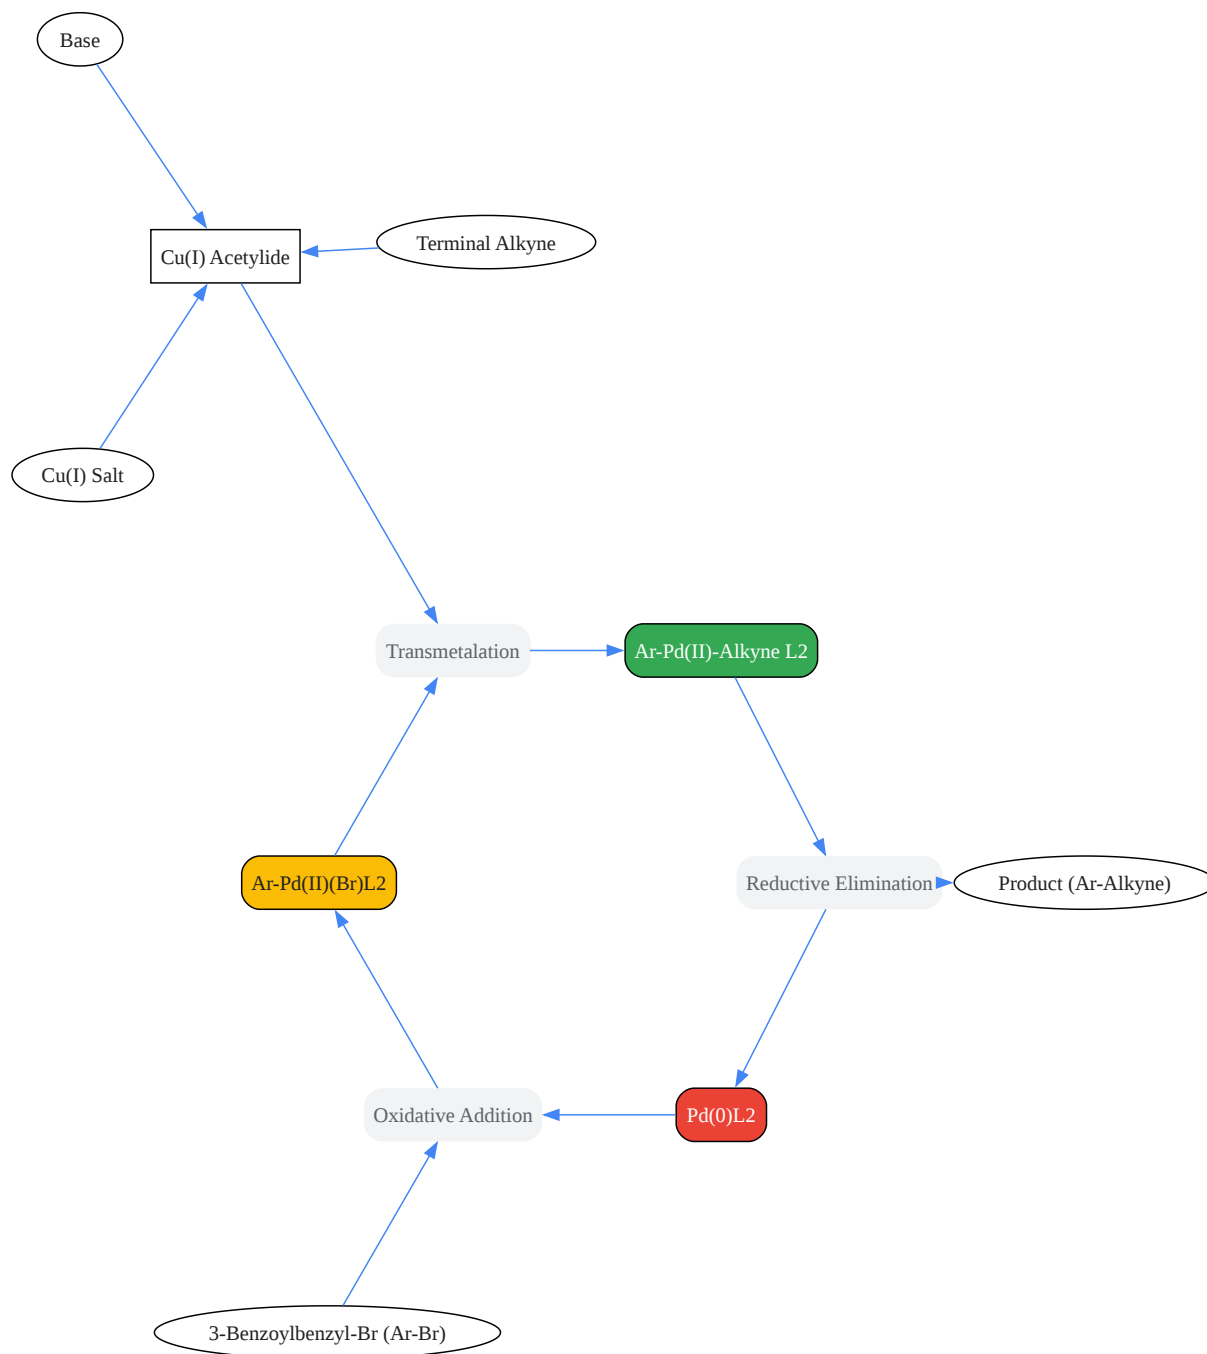 Base
Cu(I) Acetylide
Terminal Alkyne
Cu(I) Salt
Transmetalation
Ar-Pd(II)-Alkyne L2
Ar-Pd(II)(Br)L2
Reductive Elimination
Product (Ar-Alkyne)
Oxidative Addition
Pd(0)L2
3-Benzoylbenzyl-Br (Ar-Br)